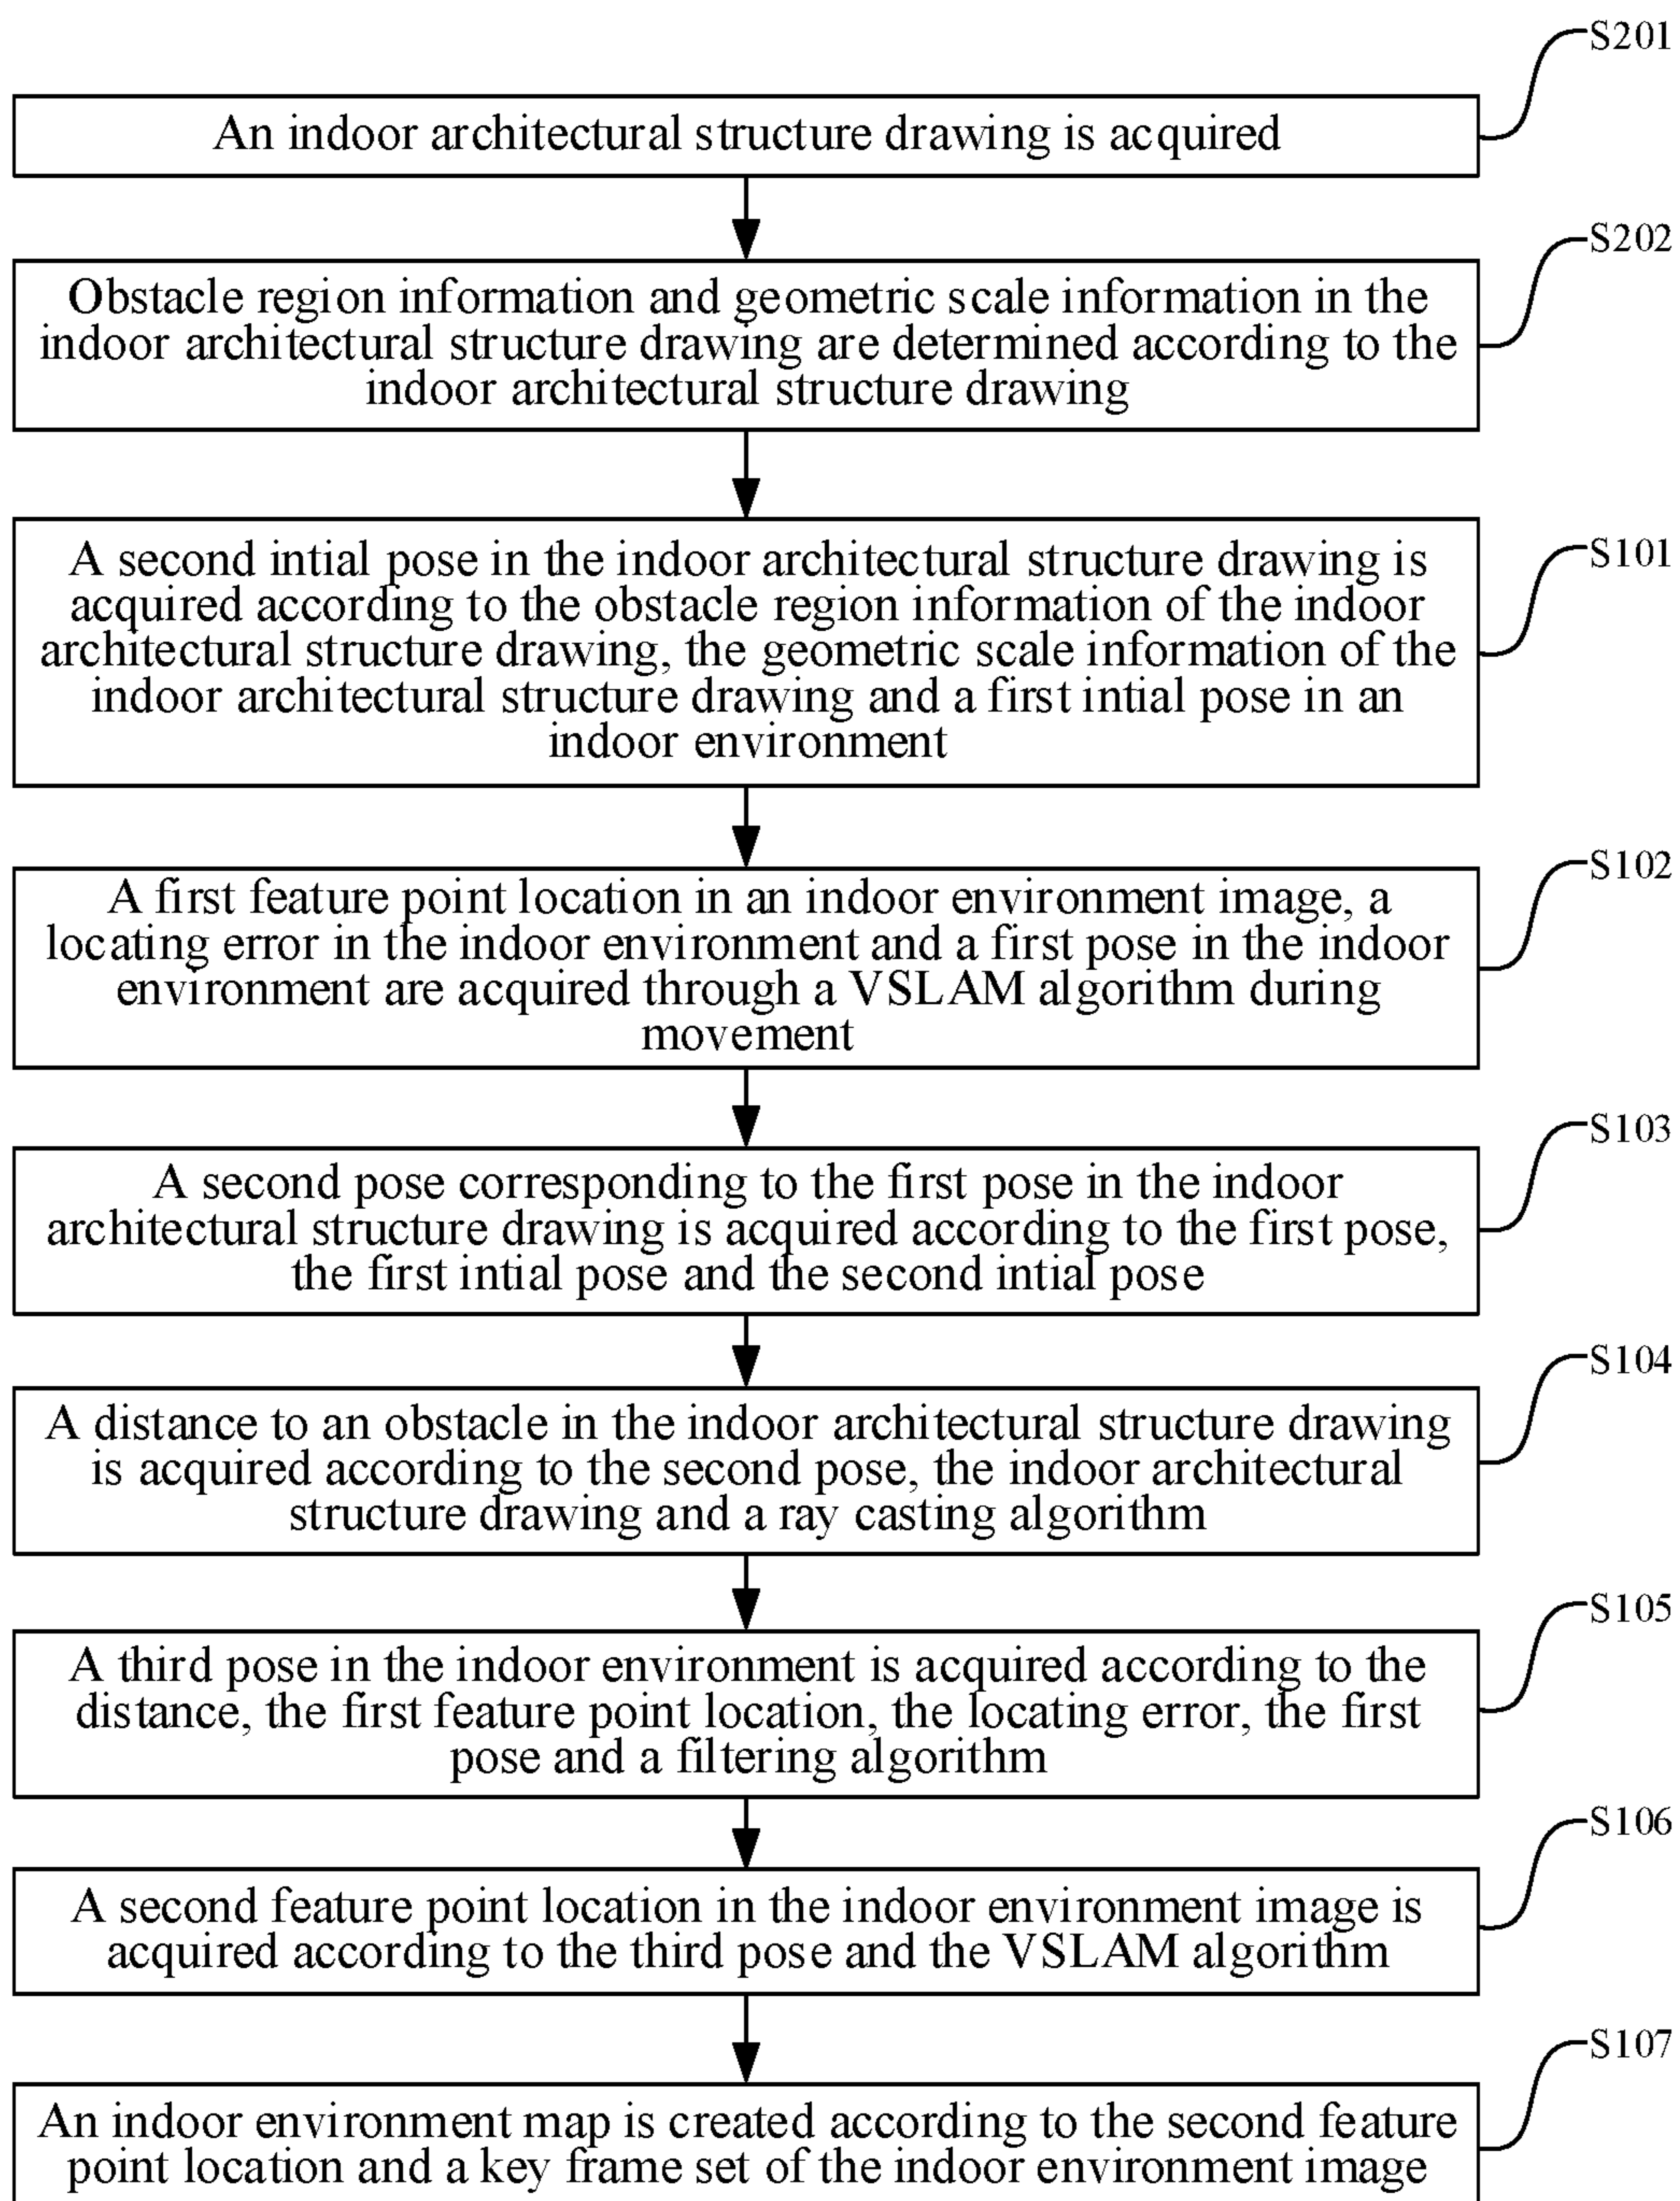 S201
An indoor architectural structure drawing is acquired
S202
Obstacle region information and geometric scale information in the
indoor architectural structure drawing are determined according to the
indoor architectural structure drawing
S101
A second intial pose in the indoor architectural structure drawing is
acquired according to the obstacle region information of the indoor
architectural structure drawing, the geometric scale information of the
indoor architectural structure drawing and a first intial pose in an
indoor environment
S102
A first feature point location in an indoor environment image, a
locating error in the indoor environment and a first pose in the indoor
environment are acquired through a VSLAM algorithm during
movement
S103
A second pose corresponding to the first pose in the indoor
architectural structure drawing is acquired according to the first pose,
the first intial pose and the second intial pose
S104
A distance to an obstacle in the indoor architectural structure drawing
is acquired according to the second pose, the indoor architectural
structure drawing and a ray casting algorithm
S105
A third pose in the indoor environment is acquired according to the
distance, the first feature point location, the locating error, the first
pose and a filtering algorithm
S106
A second feature point location in the indoor environment image is
acquired according to the third pose and the VSLAM algorithm
S107
An indoor environment map is created according to the second feature
point location and a key frame set of the indoor environment image